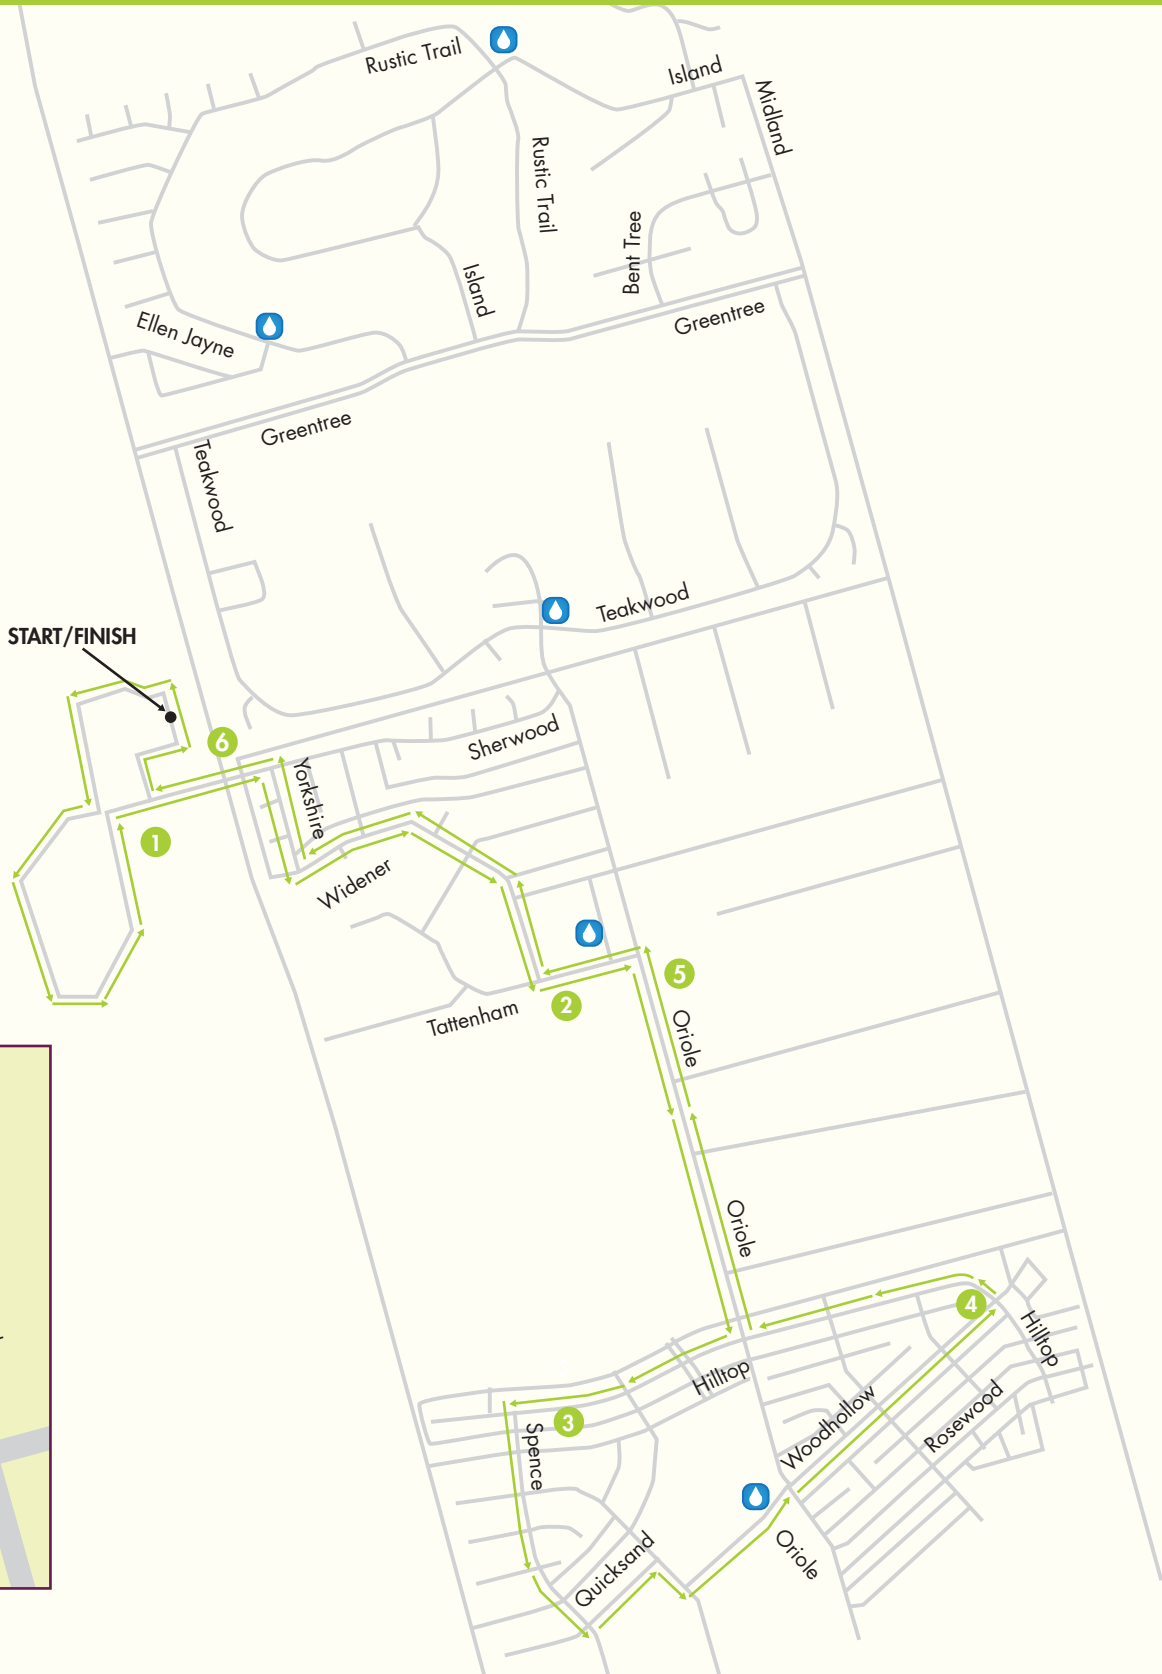 Rustic Trail
Island
Midland
Rustic Trail
Bent Tree
Island
Greentree
Ellen Jayne
Greentree
Teakwood
Teakwood
START/FINISH
6
Sherwood
Yorkshire
1
Widener
5
2
Tattenham
Oriole
Oriole
4
Hilltop
Hilltop
3
Woodhollow
Rosewood
Spence
Oriole
Quicksand